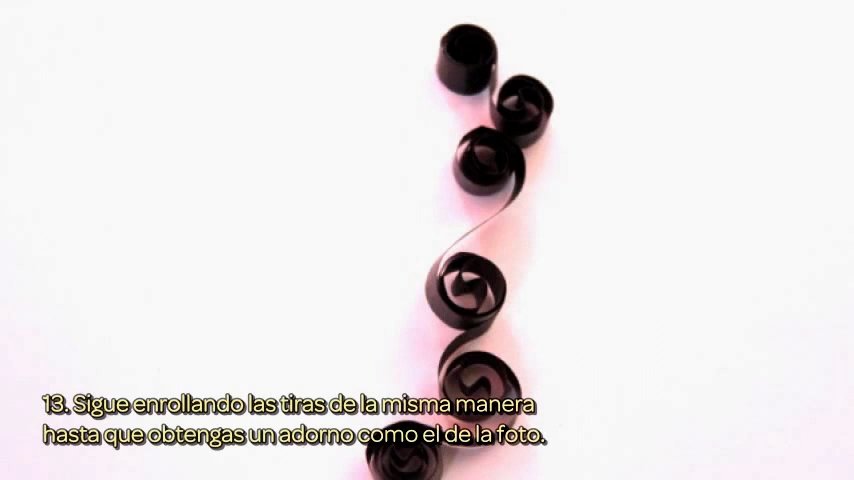 13. Sigue enrollando las tiras de la misma manera
hasta que obtengas un adorno como el de la foto.